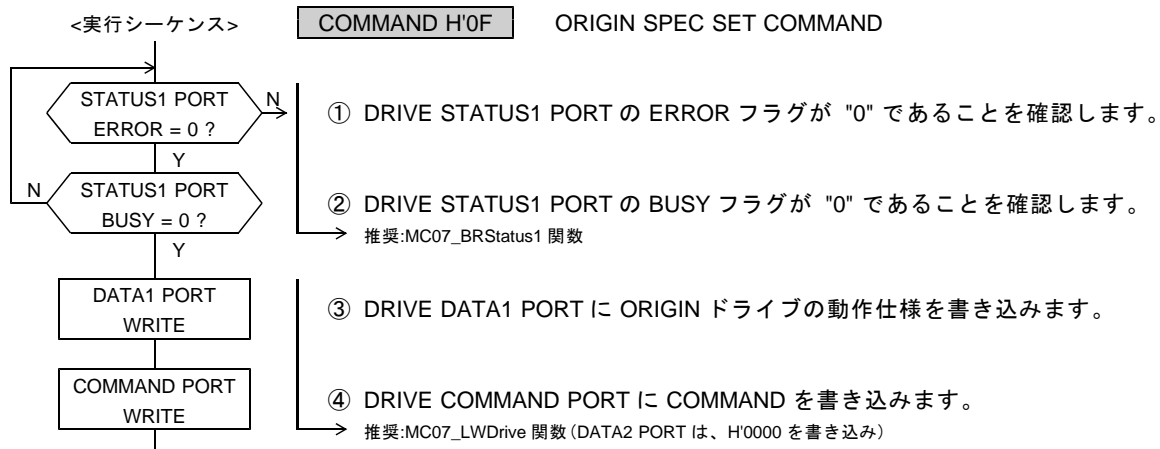 <実行シーケンス>
COMMAND H'0F ORIGIN SPEC SET COMMAND
STATUS1 PORT
ERROR = 0 ?
N
Y
① DRIVE STATUS1 PORT の ERROR フラグが "0" であることを確認します。
N
STATUS1 PORT
BUSY = 0 ?
Y
② DRIVE STATUS1 PORT の BUSY フラグが "0" であることを確認します。
推奨:MC07_BRStatus1 関数
DATA1 PORT
WRITE
③ DRIVE DATA1 PORT に ORIGIN ドライブの動作仕様を書き込みます。
COMMAND PORT
WRITE
④ DRIVE COMMAND PORT に COMMAND を書き込みます。
推奨:MC07_LWDrive 関数(DATA2 PORT は、H'0000 を書き込み)